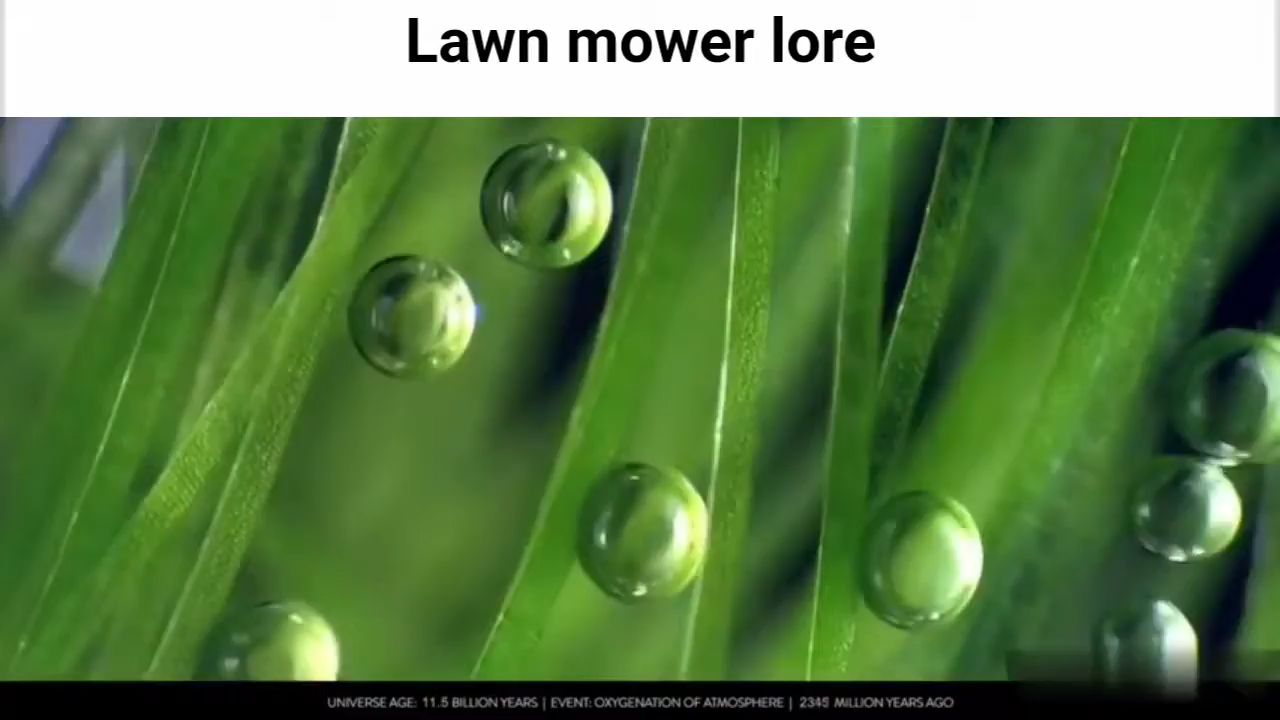 Lawn mower lore
UNIVERSE AGE: 11.5 BILLION YEARS | EVENT: OXYGENATION OF ATMOSPHERE | 2345 MILLION YEARS AGO